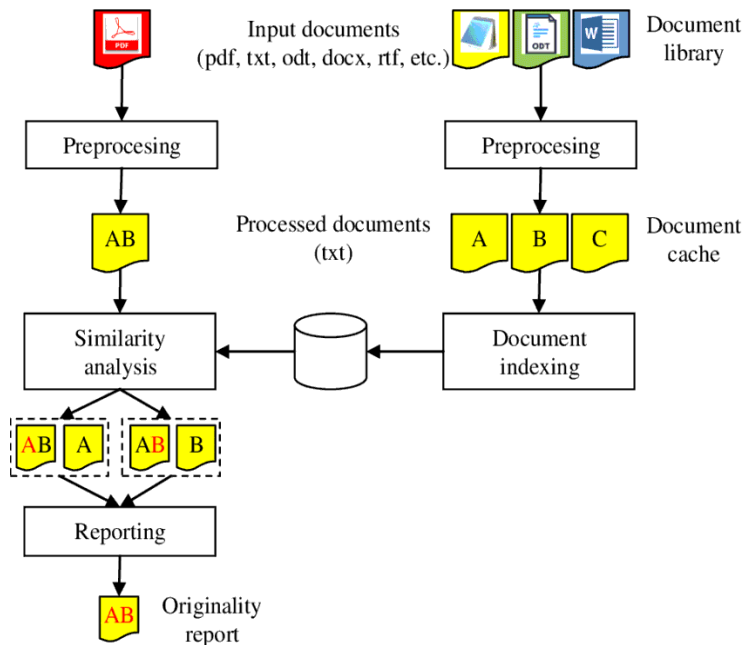 PDF
Input documents
(pdf, txt, odt, docx, rtf, etc.)
ODT
W
Document
library
Preprocesing
Preprocesing
AB
Processed documents
(txt)
A
B
C
Document
cache
Similarity
analysis
Document
indexing
AB
A
AB
B
Reporting
AB
Originality
report